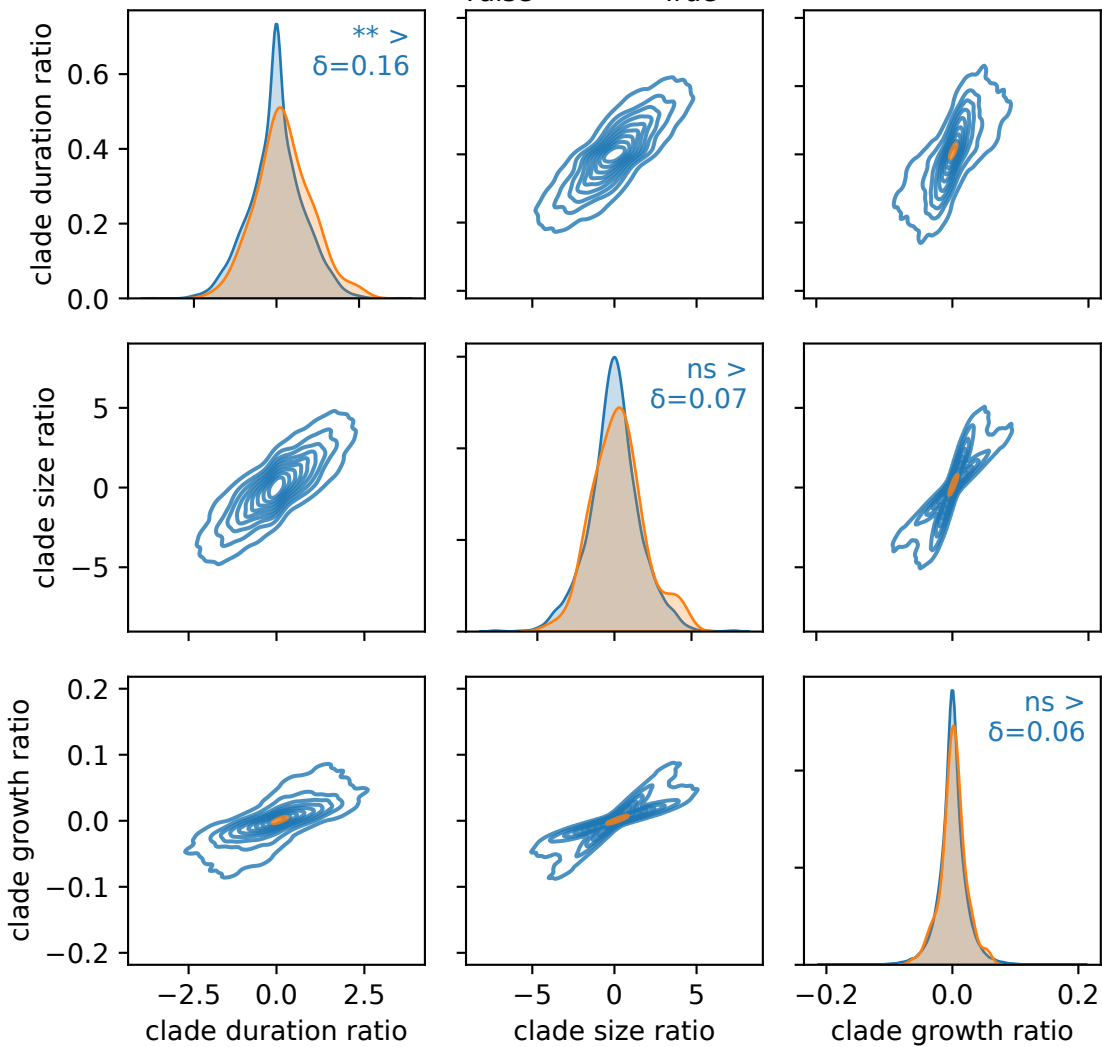 clade duration ratio
0.6
0.4
0.2
0.0
** >
δ=0.16
clade size ratio
5
0
−5
ns >
δ=0.07
clade growth ratio
0.2
0.1
0.0
−0.1
−0.2
ns >
δ=0.06
−2.5 0.0 2.5
−5 0 5
−0.2 0.0 0.2
clade duration ratio
clade size ratio
clade growth ratio